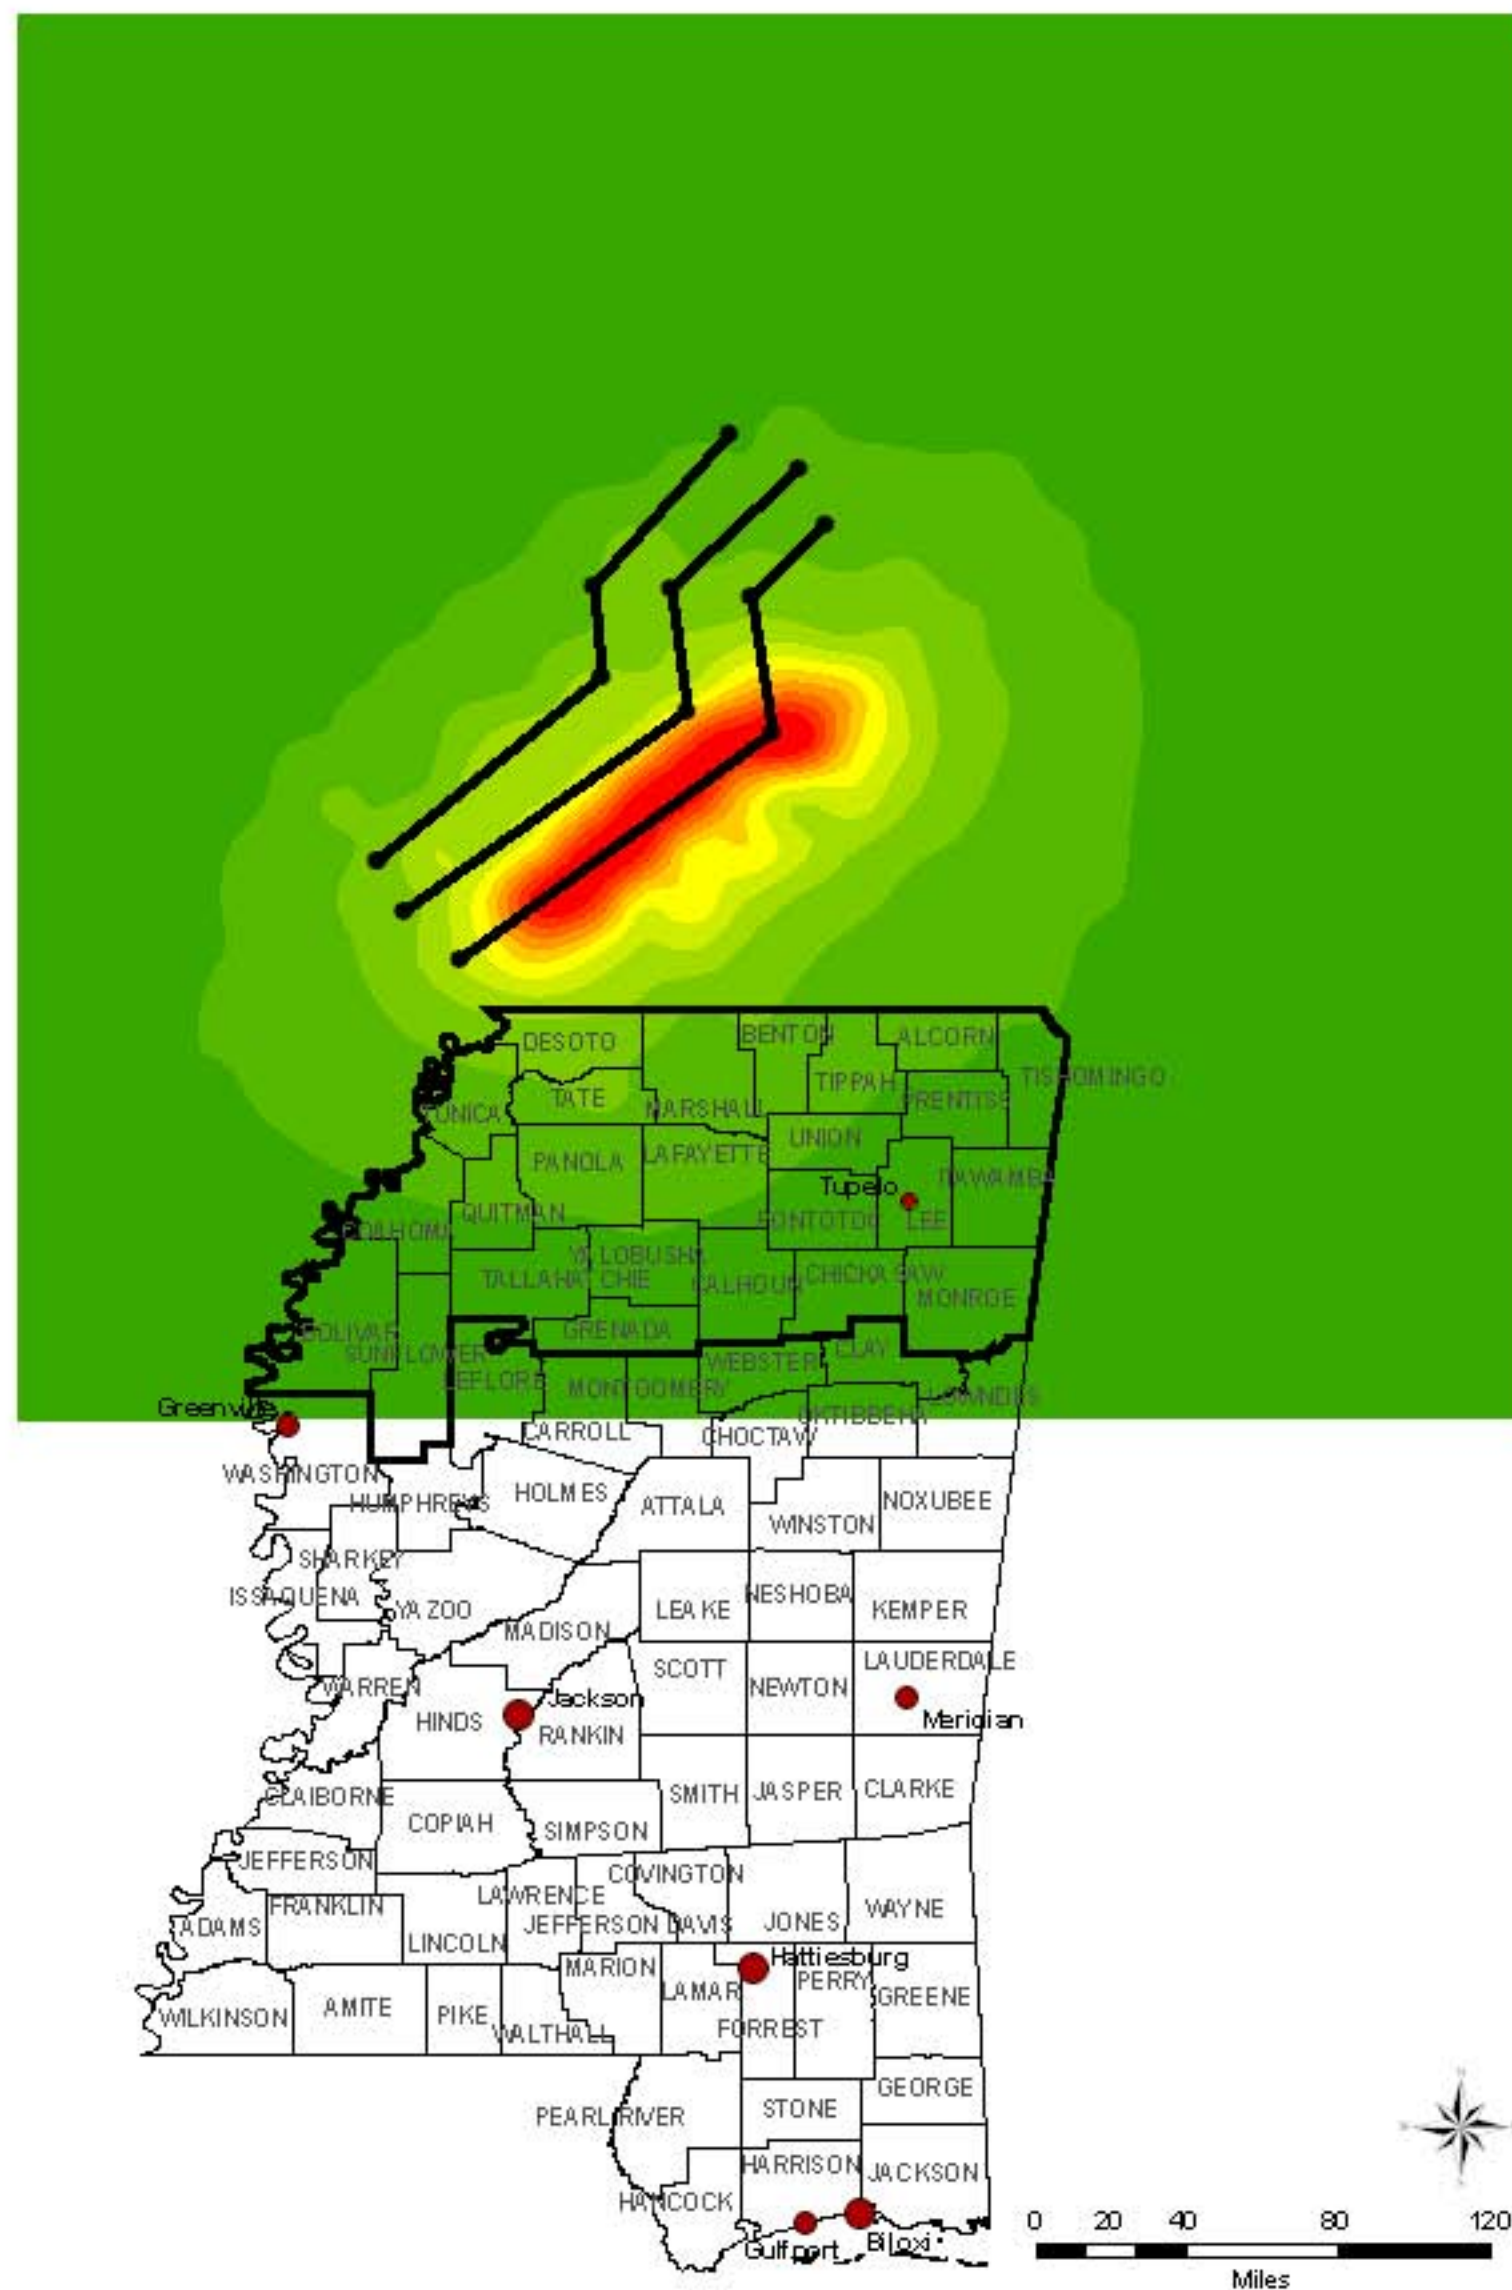 DESOTO
BENTON
ALCORN
TISHOMINGO
TIPPAH
TATE
PRENTISS
MARSHALL
TUNICA
UNION
LAFAYETTE
PANOLA
ITAWAMBA
Tupelo
QUITMAN
PONTOTOC
LEE
COAHOMA
YALOBUSHA
TALLAHATCHIE
CALHOUN
CHICKASAW
MONROE
BOLIVAR
GRENADA
SUNFLOWER
CLAY
WEBSTER
LEFLORE
MONTGOMERY
LOWNDES
Greenville
OKTIBBEHA
CARROLL
CHOCTAW
WASHINGTON
HUMPHREYS
HOLMES
ATTALA
NOXUBEE
WINSTON
SHARKEY
ISSAQUENA
YAZOO
LEAKE
NESHOBA
KEMPER
MADISON
SCOTT
LAUDERDALE
WARREN
NEWTON
Jackson
HINDS
RANKIN
Meridian
CLAIBORNE
SMITH
JASPER
CLARKE
COPIAH
SIMPSON
JEFFERSON
COVINGTON
LAWRENCE
FRANKLIN
WAYNE
ADAMS
JEFFERSON DAVIS
JONES
LINCOLN
Hattiesburg
MARION
LAMAR
PERRY
GREENE
WILKINSON
AMITE
PIKE
WALTHALL
FORREST
GEORGE
PEARL RIVER
STONE
HARRISON
JACKSON
HANCOCK
Gulfport
Biloxi
0 20 40 80 120
Miles